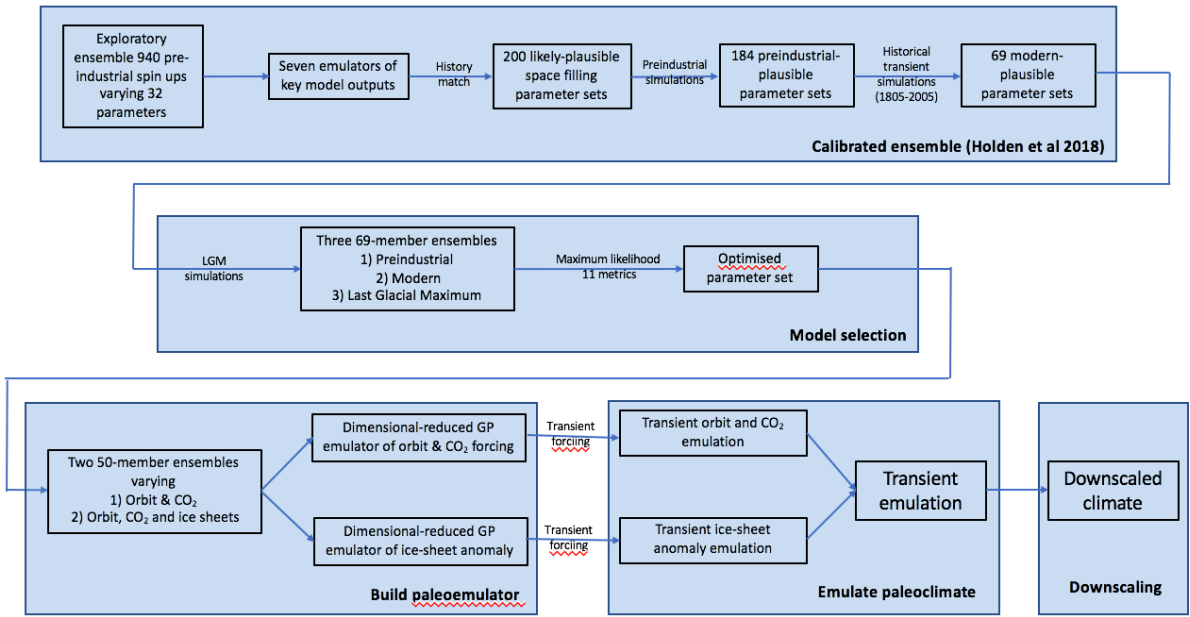 Exploratory
ensemble 940 pre-
industrial spin ups
varying 32
parameters
Seven emulators of
key model outputs
History
match
200 likely-plausible
space filling
parameter sets
Preindustrial
simulations
184 preindustrial-
plausible
parameter sets
Historical
transient
simulations
(1805-2005)
69 modern-
plausible
parameter sets
Calibrated ensemble (Holden et al 2018)
LGM
simulations
Three 69-member ensembles
1) Preindustrial
2) Modern
3) Last Glacial Maximum
Maximum likelihood
11 metrics
Optimised
parameter set
Model selection
Two 50-member ensembles
varying
1) Orbit & CO₂
2) Orbit, CO₂ and ice sheets
Dimensional-reduced GP
emulator of orbit & CO₂ forcing
Dimensional-reduced GP
emulator of ice-sheet anomaly
Build paleoemulator
Transient
forciing
Transient
forciing
Transient orbit and CO₂
emulation
Transient ice-sheet
anomaly emulation
Transient
emulation
Emulate paleoclimate
Downscaled
climate
Downscaling